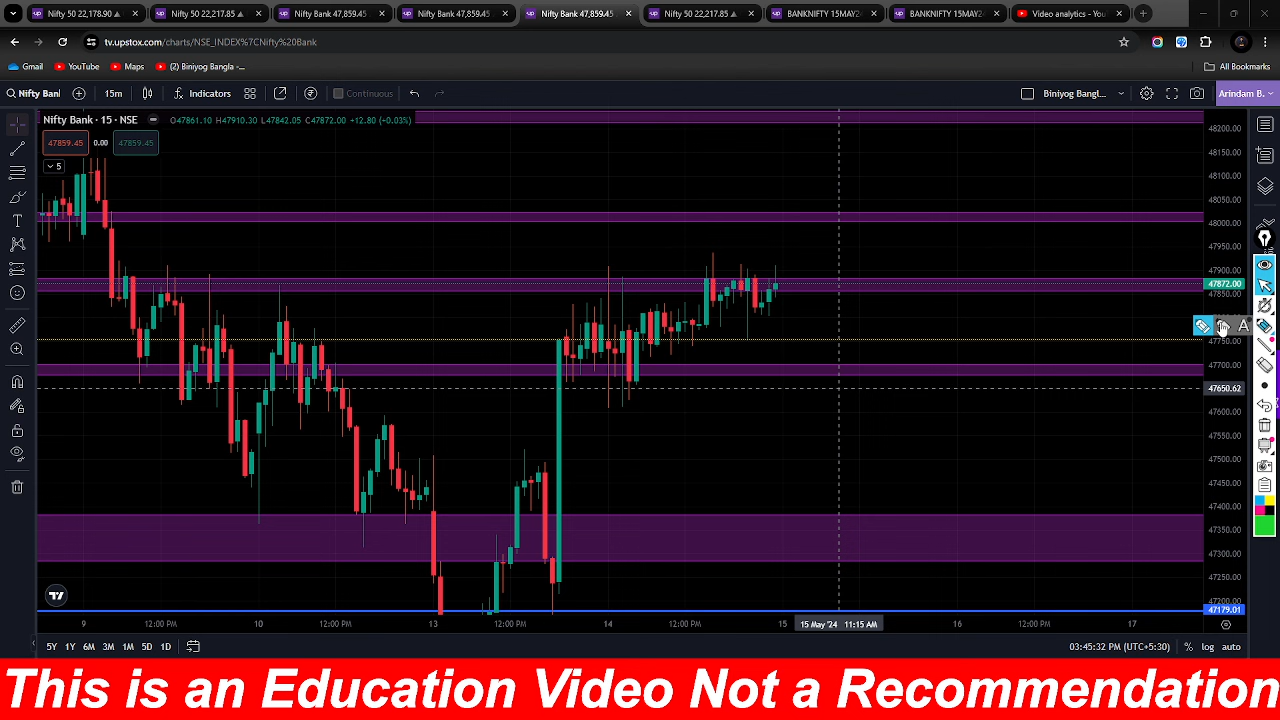 Nifty 50 22,178.90
Nifty 50 22,217.85
Nifty Bank 47,859.45
Nifty Bank 47,859.45
Nifty Bank 47,859.45
Nifty 50 22,217.85
BANKNIFTY 15MAY24
BANKNIFTY 15MAY24
Video analytics - You
tv.upstox.com/charts/NSE_INDEX%7CNifty%20Bank
Gmail
YouTube
Maps
(2) Biniyog Bangla -...
All Bookmarks
Nifty Bank
15m
Indicators
Continuous
Biniyog Bangl...
Arindam B.
Nifty Bank · 15 · NSE
O47861.10 H47910.30 L47842.05 C47872.00 +12.80 (+0.03%)
47859.45
0.00
47859.45
5
48200.00
48150.00
48100.00
48050.00
48000.00
47950.00
47900.00
47872.00
47850.00
47750.00
47700.00
47650.62
47600.00
47550.00
47500.00
47450.00
47400.00
47350.00
47300.00
47250.00
47200.00
47179.01
A
9
12:00 PM
10
12:00 PM
13
12:00 PM
14
12:00 PM
15
15 May '24 11:15 AM
16
12:00 PM
17
5Y
1Y
6M
3M
1M
5D
1D
03:45:32 PM (UTC+5:30)
%
log
auto
This is an Education Video Not a Recommendation